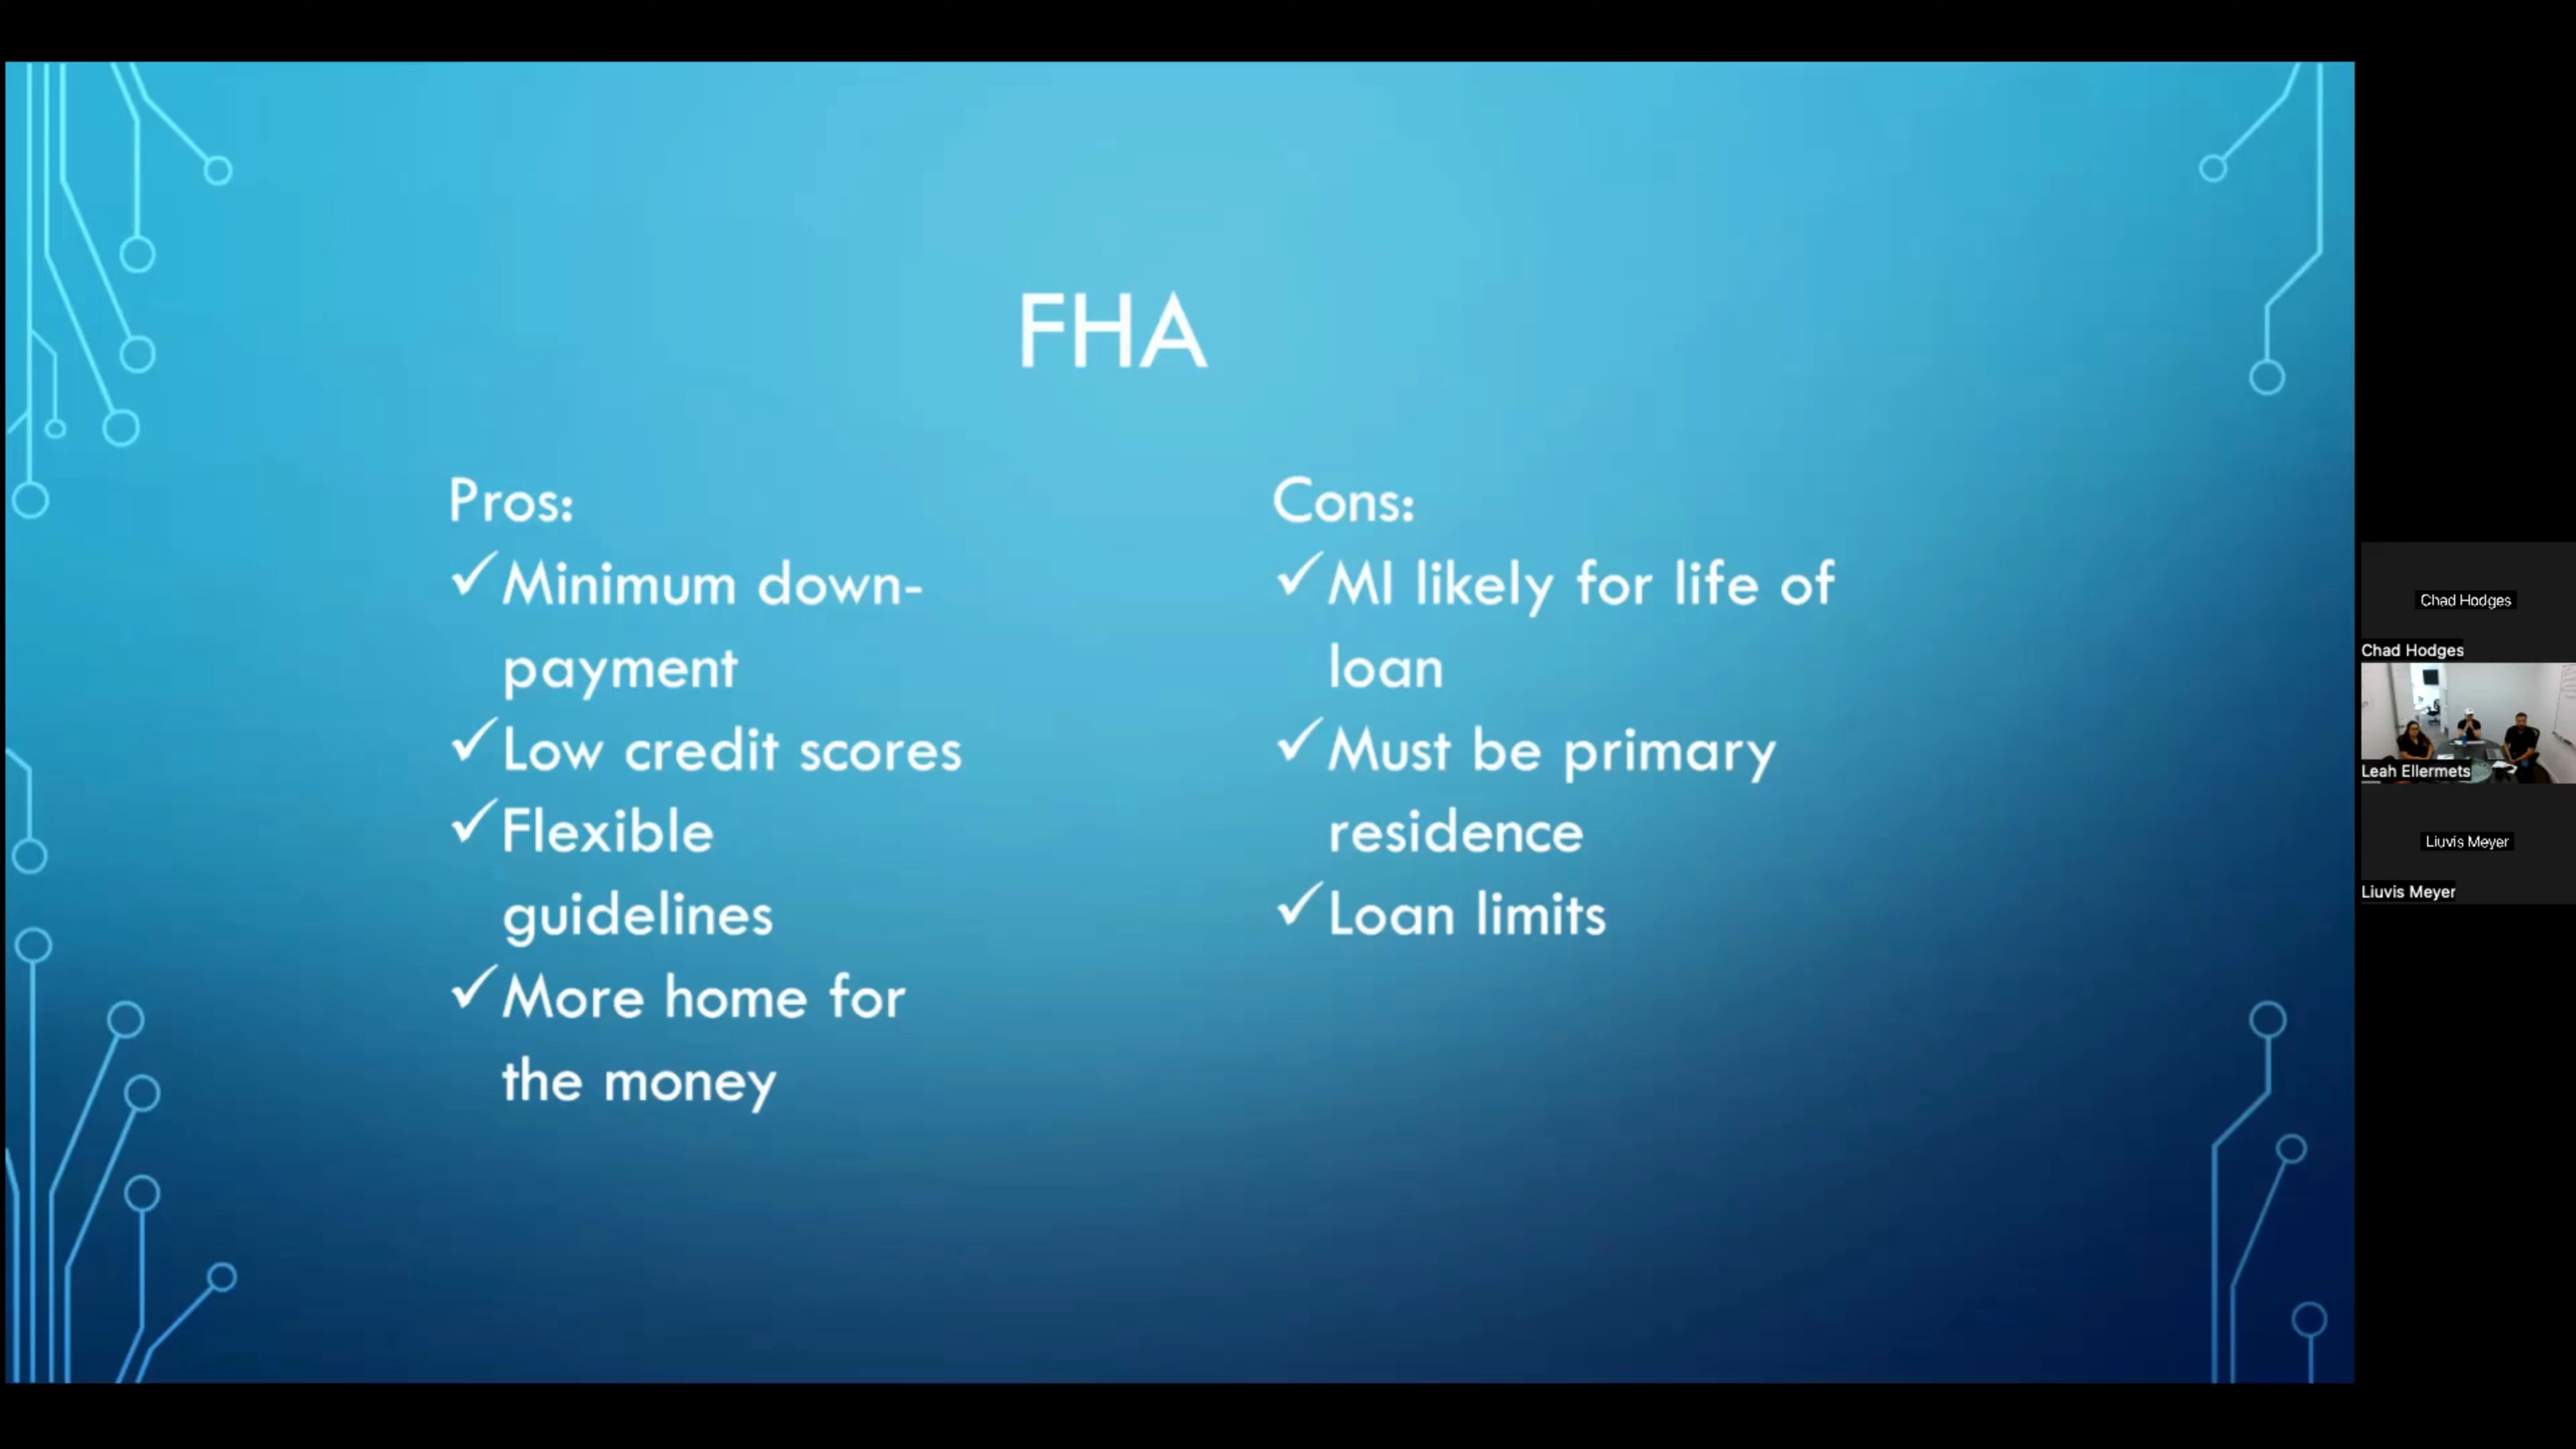 FHA
Pros:
✓Minimum down-
payment
✓Low credit scores
✓Flexible
guidelines
✓More home for
the money
Cons:
✓MI likely for life of
loan
✓Must be primary
residence
✓Loan limits
Chad Hodges
Chad Hodges
Leah Ellermets
Liuvis Meyer
Liuvis Meyer